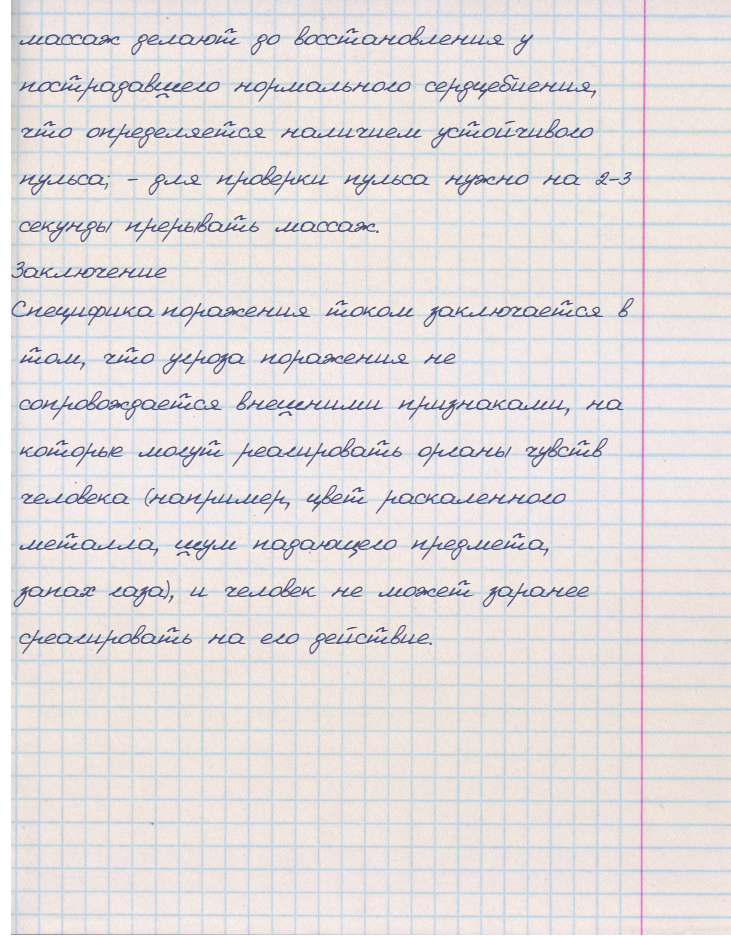 массаж делают до восстановления у
пострадавшего нормального сердцебиения,
что определяется наличием устойчивого
пульса; - для проверки пульса нужно на 2-3
секунды прерывать массаж.
Заключение
Специфика поражения током заключается в
том, что угроза поражения не
сопровождается внешними признаками, на
которые могут реагировать органы чувств
человека (например, цвет раскаленного
металла, шум падающего предмета,
запах газа), и человек не может заранее
среагировать на его действие.